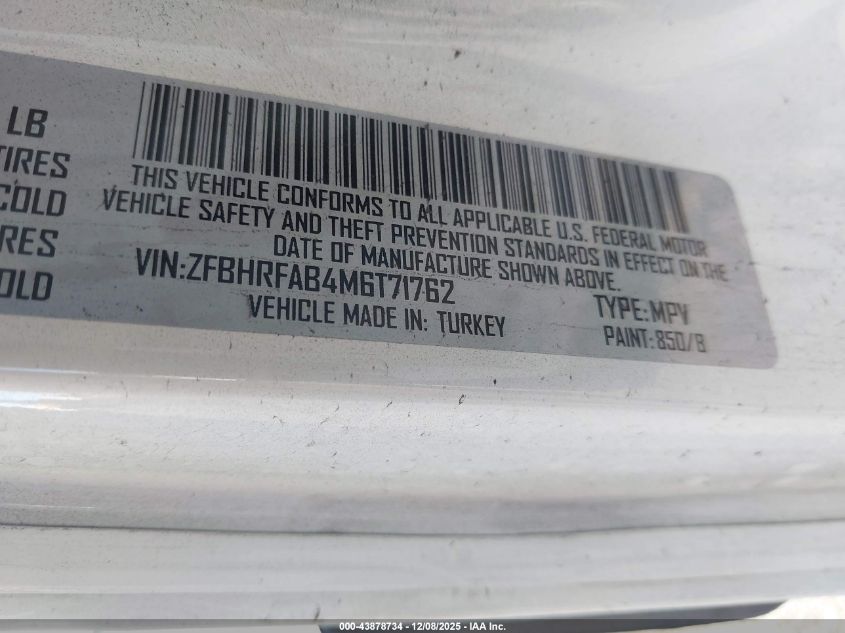 LB
TIRES
COLD
RES
OLD
THIS VEHICLE CONFORMS TO ALL APPLICABLE U.S. FEDERAL MOTOR
VEHICLE SAFETY AND THEFT PREVENTION STANDARDS IN EFFECT ON THE
DATE OF MANUFACTURE SHOWN ABOVE.
VIN:ZFBHRFAB4M6T71762
TYPE:MPV
VEHICLE MADE IN: TURKEY
PAINT:850/B
000-43878734 - 12/08/2025 - IAA Inc.